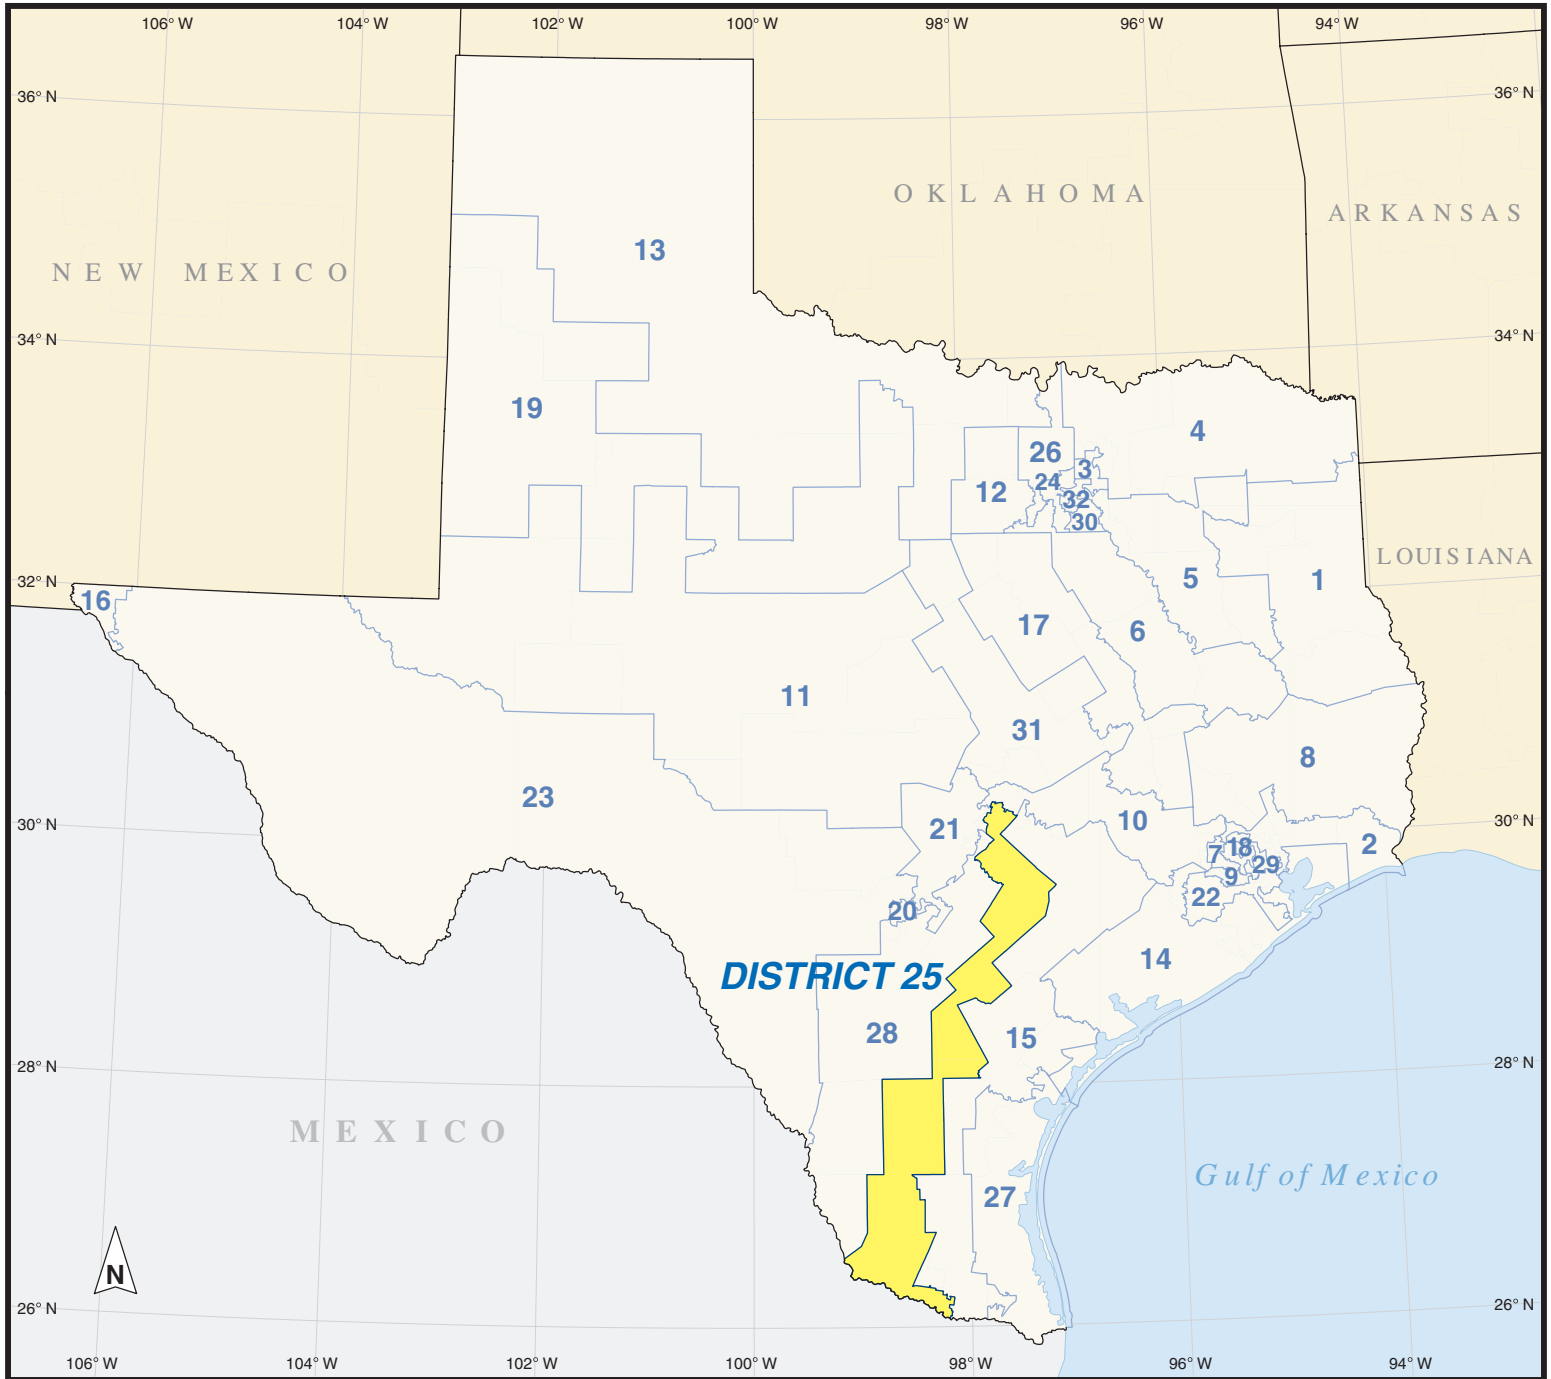 106° W 104° W 102° W 100° W 98° W 96° W 94° W
36° N 36° N
OKLAHOMA
ARKANSAS
13
NEW MEXICO
34° N 34° N
19
4
26
3
24
12
32
30
LOUISIANA
32° N
5
1
16
17
6
11
31
8
23
30° N 30° N
10
21
2
18
7
29
9
22
20
14
DISTRICT 25
28
15
28° N 28° N
MEXICO
Gulf of Mexico
27
N
26° N 26° N
106° W 104° W 102° W 100° W 98° W 96° W 94° W